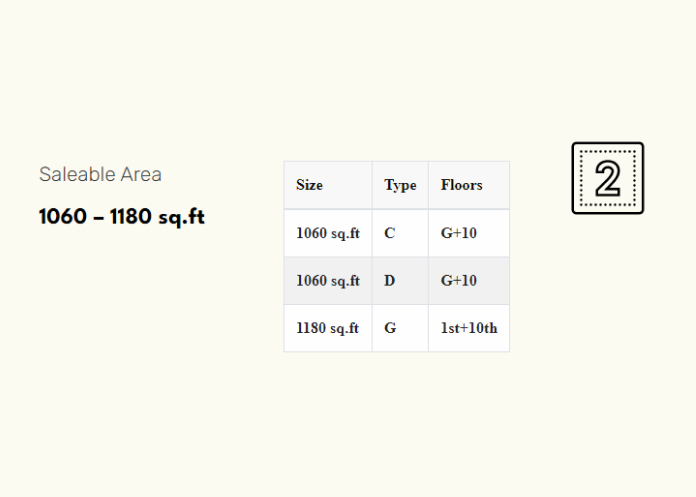 Saleable Area
1060 – 1180 sq.ft
Size Type Floors
1060 sq.ft C G+10
1060 sq.ft D G+10
1180 sq.ft G 1st+10th
2